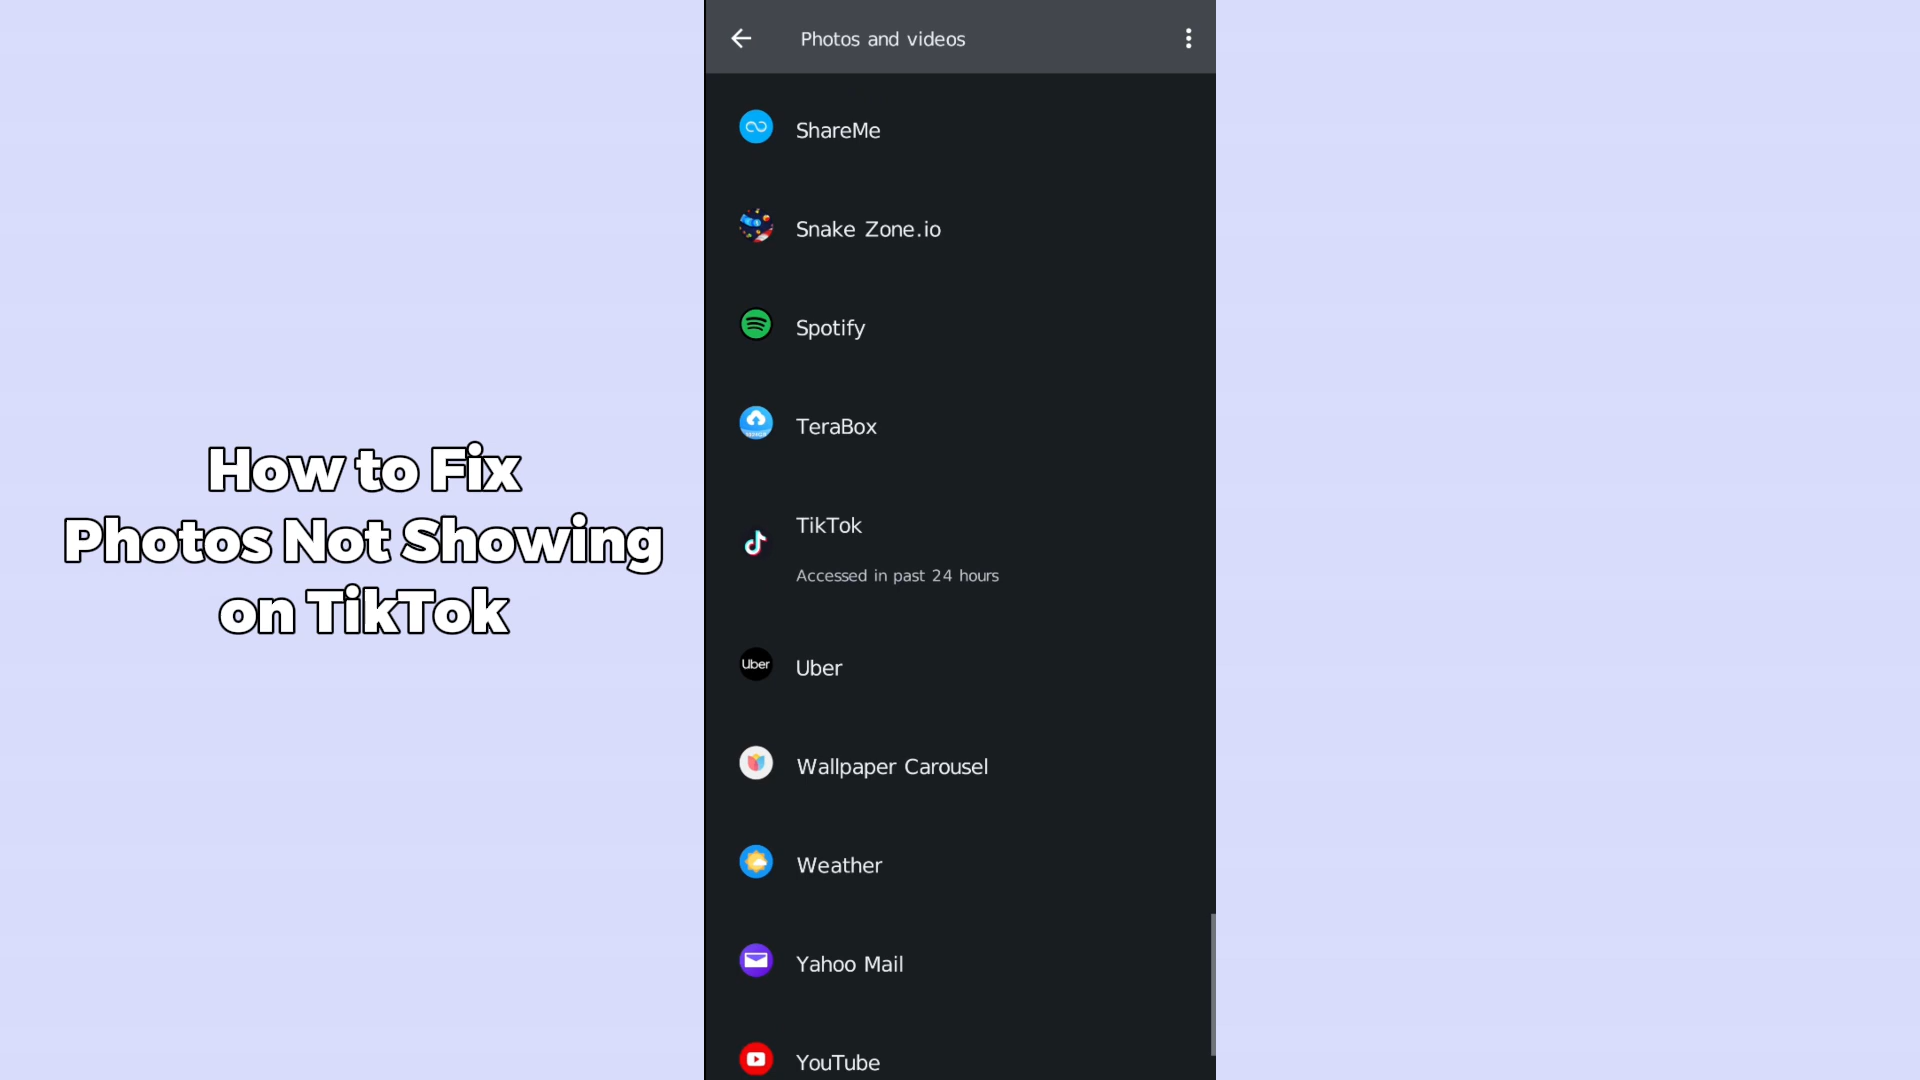 How to Fix
Photos Not Showing
on TikTok
Photos and videos
ShareMe
Snake Zone.io
Spotify
TeraBox
TikTok
Accessed in past 24 hours
Uber
Uber
Wallpaper Carousel
Weather
Yahoo Mail
YouTube